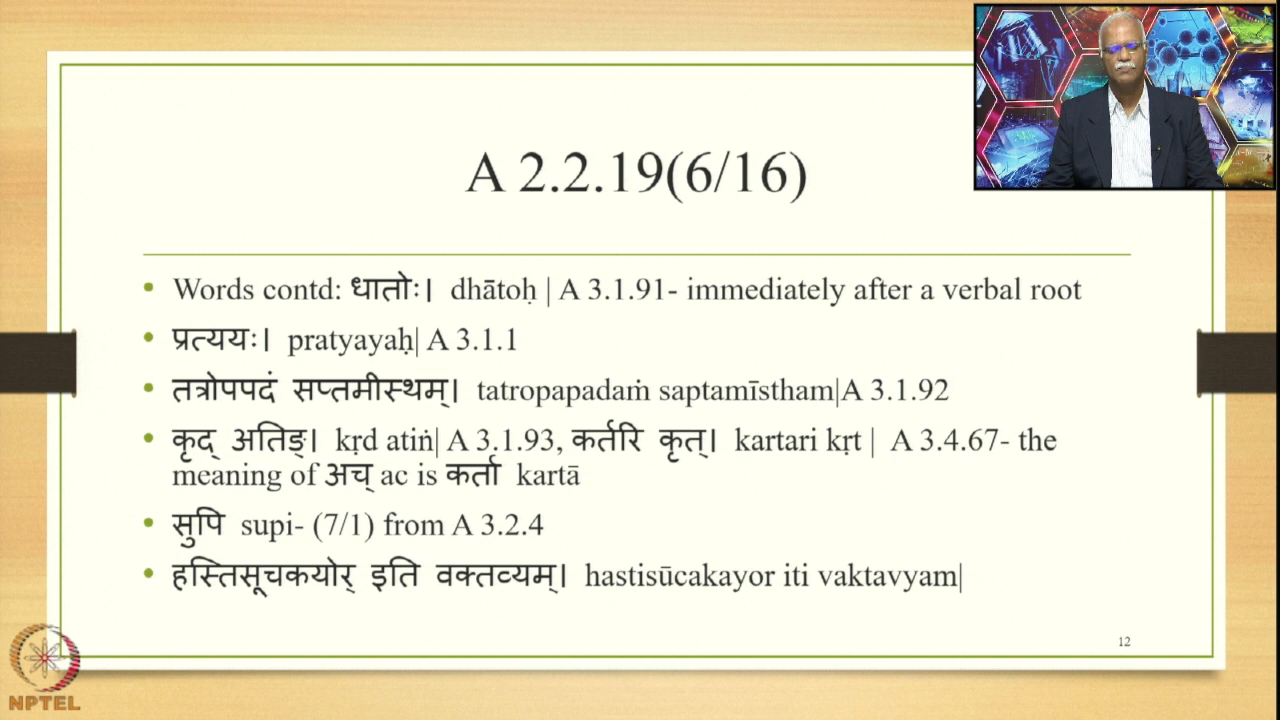 A 2.2.19(6/16)
• Words contd: धातोः। dhātoḥ | A 3.1.91- immediately after a verbal root
• प्रत्ययः। pratyayaḥ| A 3.1.1
• तत्रोपपदं सप्तमीस्थम्। tatropapadaṁ saptamīstham|A 3.1.92
• कृद् अतिङ्। kṛd atiṅ| A 3.1.93, कर्तरि कृत्। kartari kṛt | A 3.4.67- the
meaning of अच् ac is कर्ता kartā
• सुपि supi- (7/1) from A 3.2.4
• हस्तिसूचकयोर् इति वक्तव्यम्। hastisūcakayor iti vaktavyam|
12
NPTEL